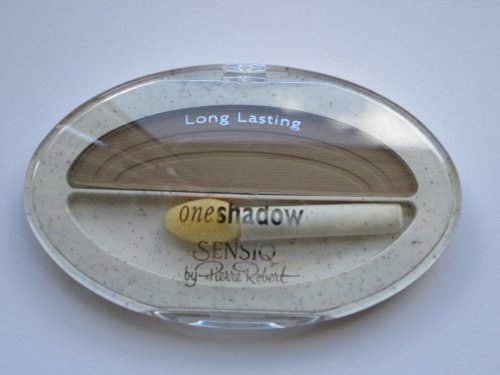 Long Lasting
oneshadow
SENSiQ
by Pierre Robert